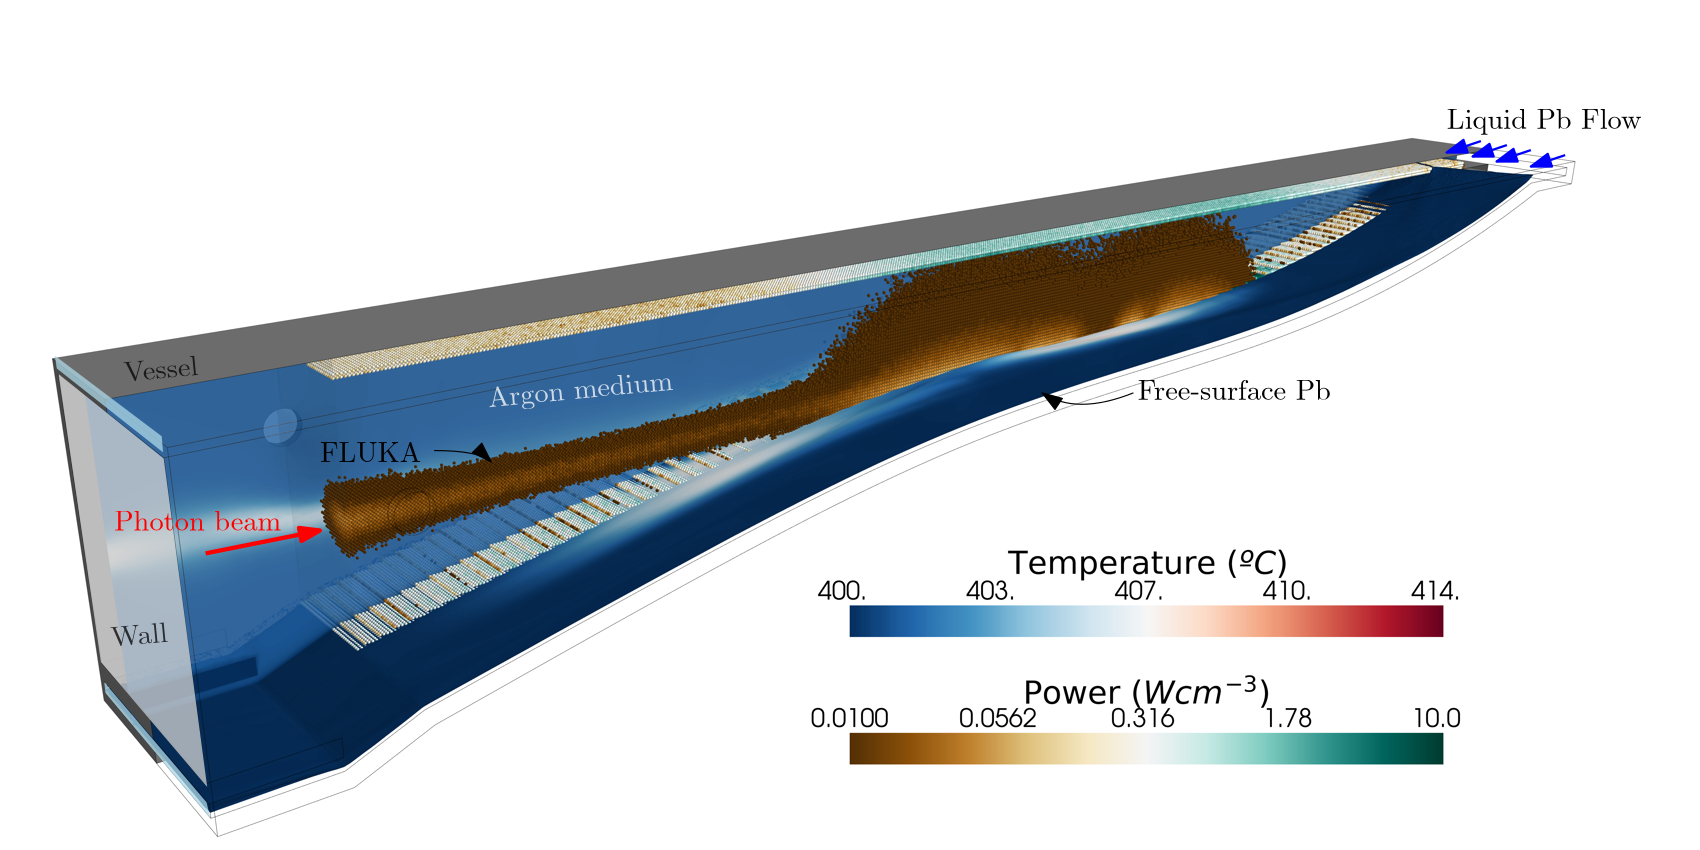 Liquid Pb Flow
Vessel
Argon medium
Free-surface Pb
FLUKA
Photon beam
Wall
Temperature (ºC)
400. 403. 407. 410. 414.
Power (Wcm⁻³)
0.0100 0.0562 0.316 1.78 10.0